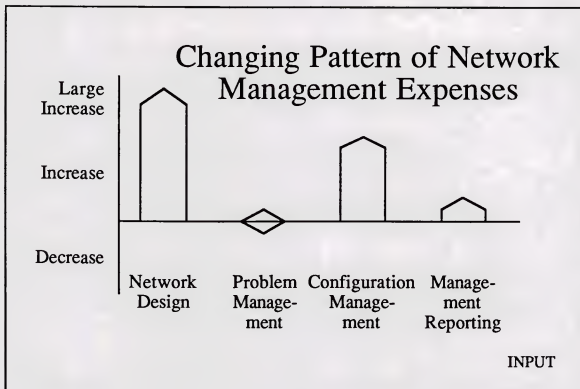 Changing Pattern of Network
Management Expenses
Large
Increase
Increase
Decrease
Network
Design
Problem
Manage-
ment
Configuration
Manage-
ment
Manage-
ment
Reporting
INPUT